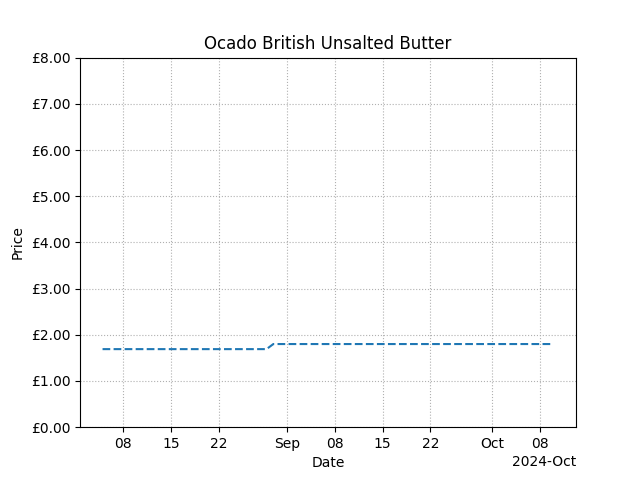 Ocado British Unsalted Butter
£8.00
£7.00
£6.00
£5.00
£4.00
£3.00
£2.00
£1.00
£0.00
Price
08 15 22 Sep 08 15 22 Oct 08
Date
2024-Oct